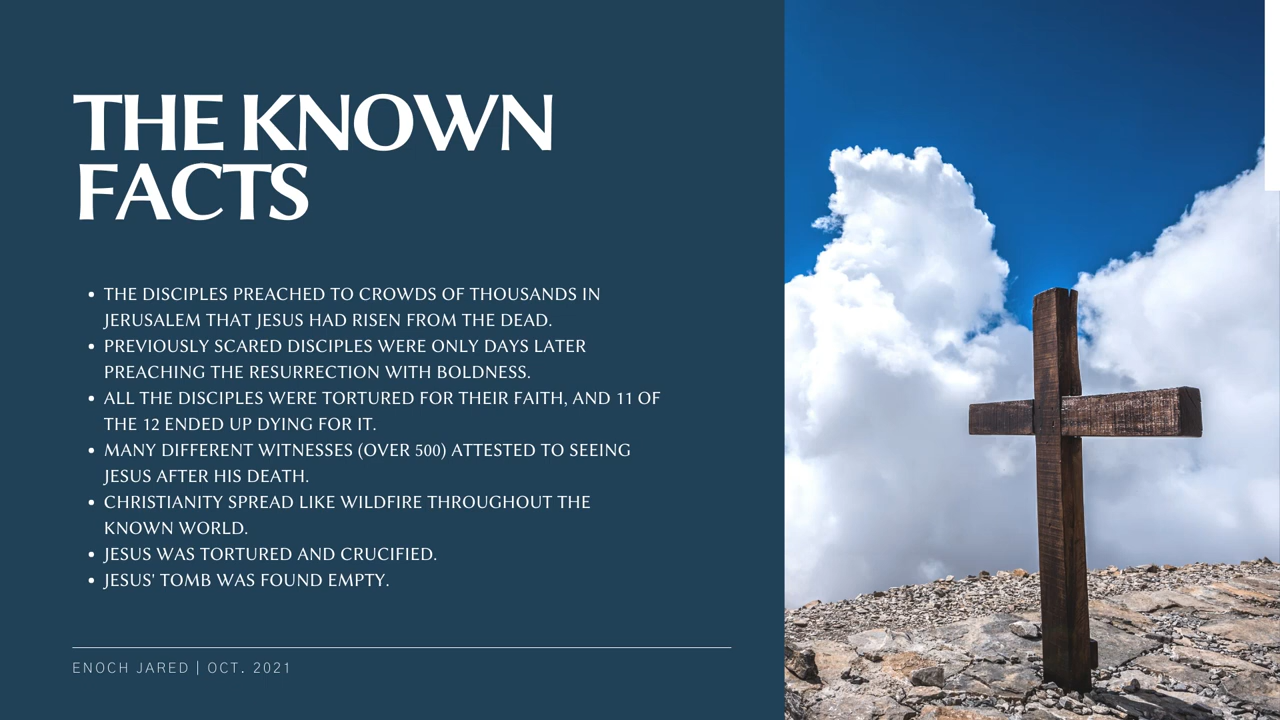 THE KNOWN
FACTS
• THE DISCIPLES PREACHED TO CROWDS OF THOUSANDS IN
JERUSALEM THAT JESUS HAD RISEN FROM THE DEAD.
• PREVIOUSLY SCARED DISCIPLES WERE ONLY DAYS LATER
PREACHING THE RESURRECTION WITH BOLDNESS.
• ALL THE DISCIPLES WERE TORTURED FOR THEIR FAITH, AND 11 OF
THE 12 ENDED UP DYING FOR IT.
• MANY DIFFERENT WITNESSES (OVER 500) ATTESTED TO SEEING
JESUS AFTER HIS DEATH.
• CHRISTIANITY SPREAD LIKE WILDFIRE THROUGHOUT THE
KNOWN WORLD.
• JESUS WAS TORTURED AND CRUCIFIED.
• JESUS' TOMB WAS FOUND EMPTY.
ENOCH JARED | OCT. 2021